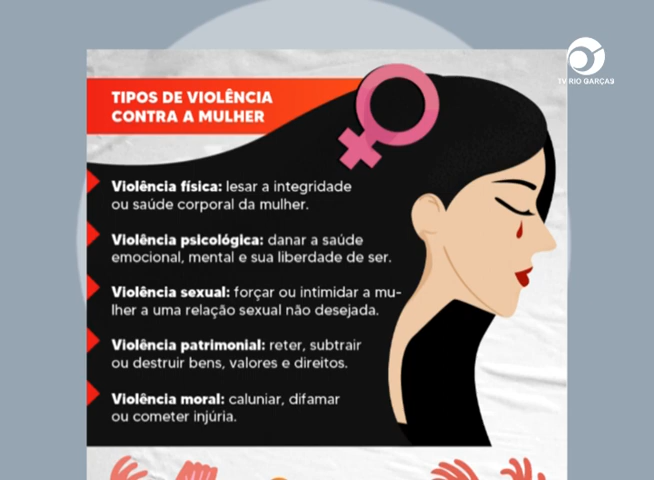 TV RIO GARÇAS
TIPOS DE VIOLÊNCIA
CONTRA A MULHER
Violência física: lesar a integridade
ou saúde corporal da mulher.
Violência psicológica: danar a saúde
emocional, mental e sua liberdade de ser.
Violência sexual: forçar ou intimidar a mu-
lher a uma relação sexual não desejada.
Violência patrimonial: reter, subtrair
ou destruir bens, valores e direitos.
Violência moral: caluniar, difamar
ou cometer injúria.